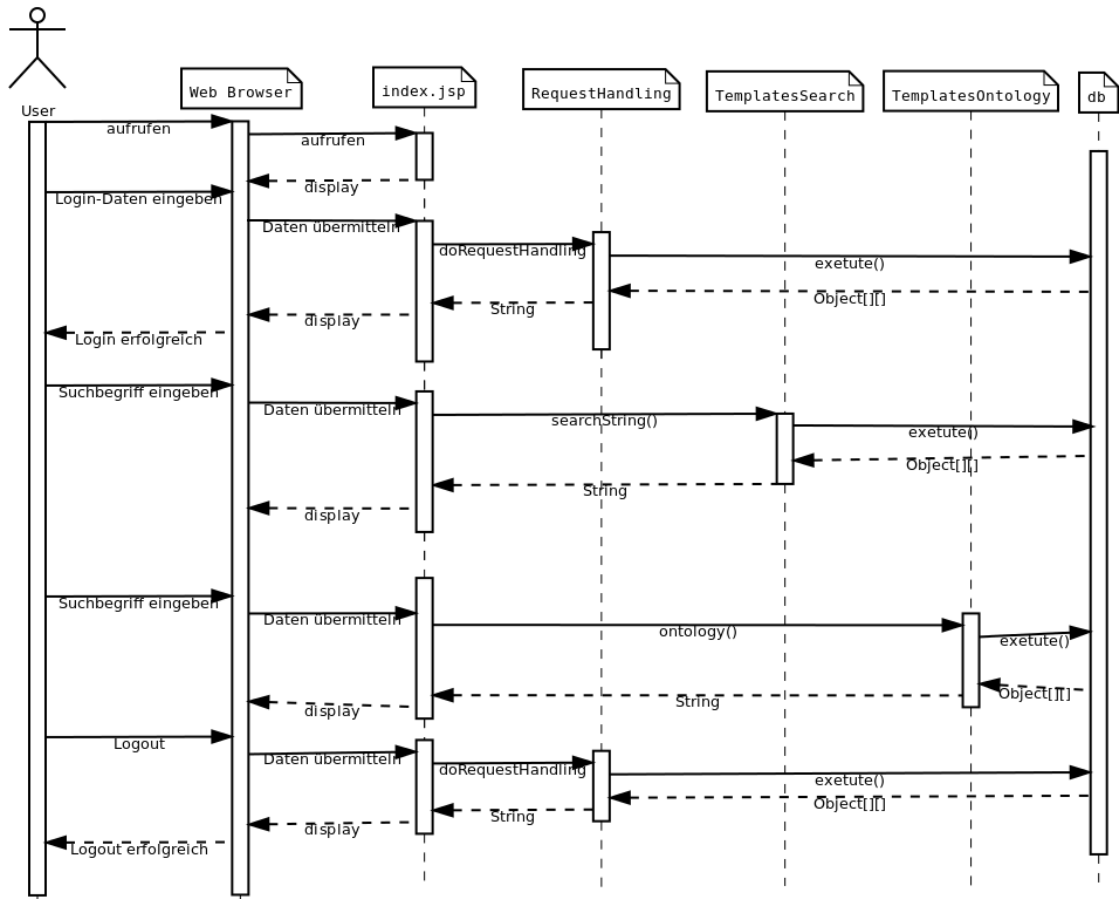 User
Web Browser
index.jsp
RequestHandling
TemplatesSearch
TemplatesOntology
db
aufrufen
aufrufen
display
Login-Daten eingeben
Daten übermitteln
doRequestHandling
exetute()
Object[][]
String
display
Login erfolgreich
Suchbegriff eingeben
Daten übermitteln
searchString()
exetute()
Object[][]
String
display
Suchbegriff eingeben
Daten übermitteln
ontology()
exetute()
Object[][]
String
display
Logout
Daten übermitteln
doRequestHandling
exetute()
Object[][]
String
display
Logout erfolgreich